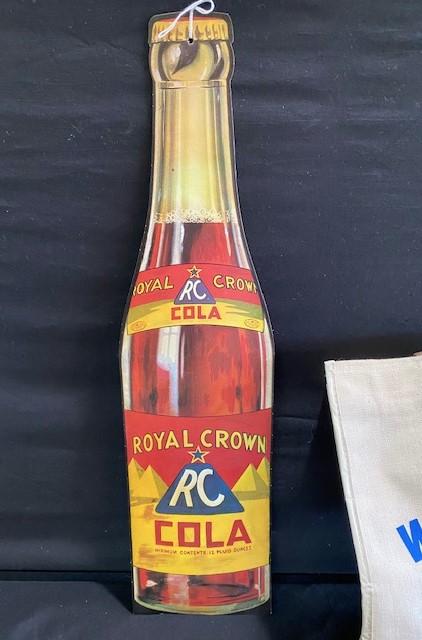 ROYAL CROWN
RC
COLA
ROYAL CROWN
RC
COLA
MINIMUM CONTENTS 12 FLUID OUNCES
W